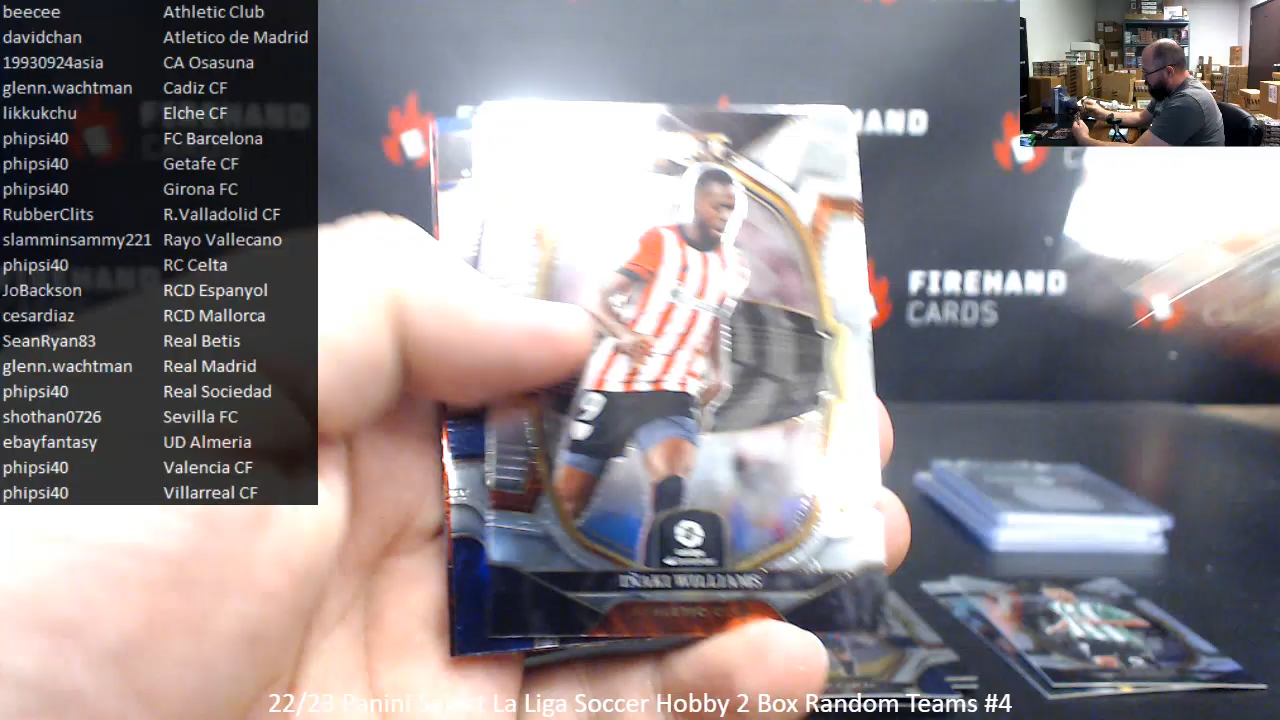 beecee Athletic Club
davidchan Atletico de Madrid
19930924asia CA Osasuna
glenn.wachtman Cadiz CF
likkukchu Elche CF
phipsi40 FC Barcelona
phipsi40 Getafe CF
phipsi40 Girona FC
RubberClits R.Valladolid CF
slamminsammy221 Rayo Vallecano
phipsi40 RC Celta
JoBackson RCD Espanyol
cesardiaz RCD Mallorca
SeanRyan83 Real Betis
glenn.wachtman Real Madrid
phipsi40 Real Sociedad
shothan0726 Sevilla FC
ebayfantasy UD Almeria
phipsi40 Valencia CF
phipsi40 Villarreal CF
FIREHAND
CARDS
IÑAKI WILLIAMS
22/23 Panini Select La Liga Soccer Hobby 2 Box Random Teams #4